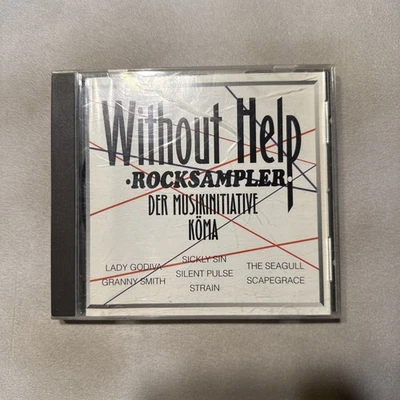 Without Help
•ROCKSAMPLER•
DER MUSIKINITIATIVE
KÖMA
LADY GODIVA
SICKLY SIN
THE SEAGULL
GRANNY SMITH
SILENT PULSE
SCAPEGRACE
STRAIN